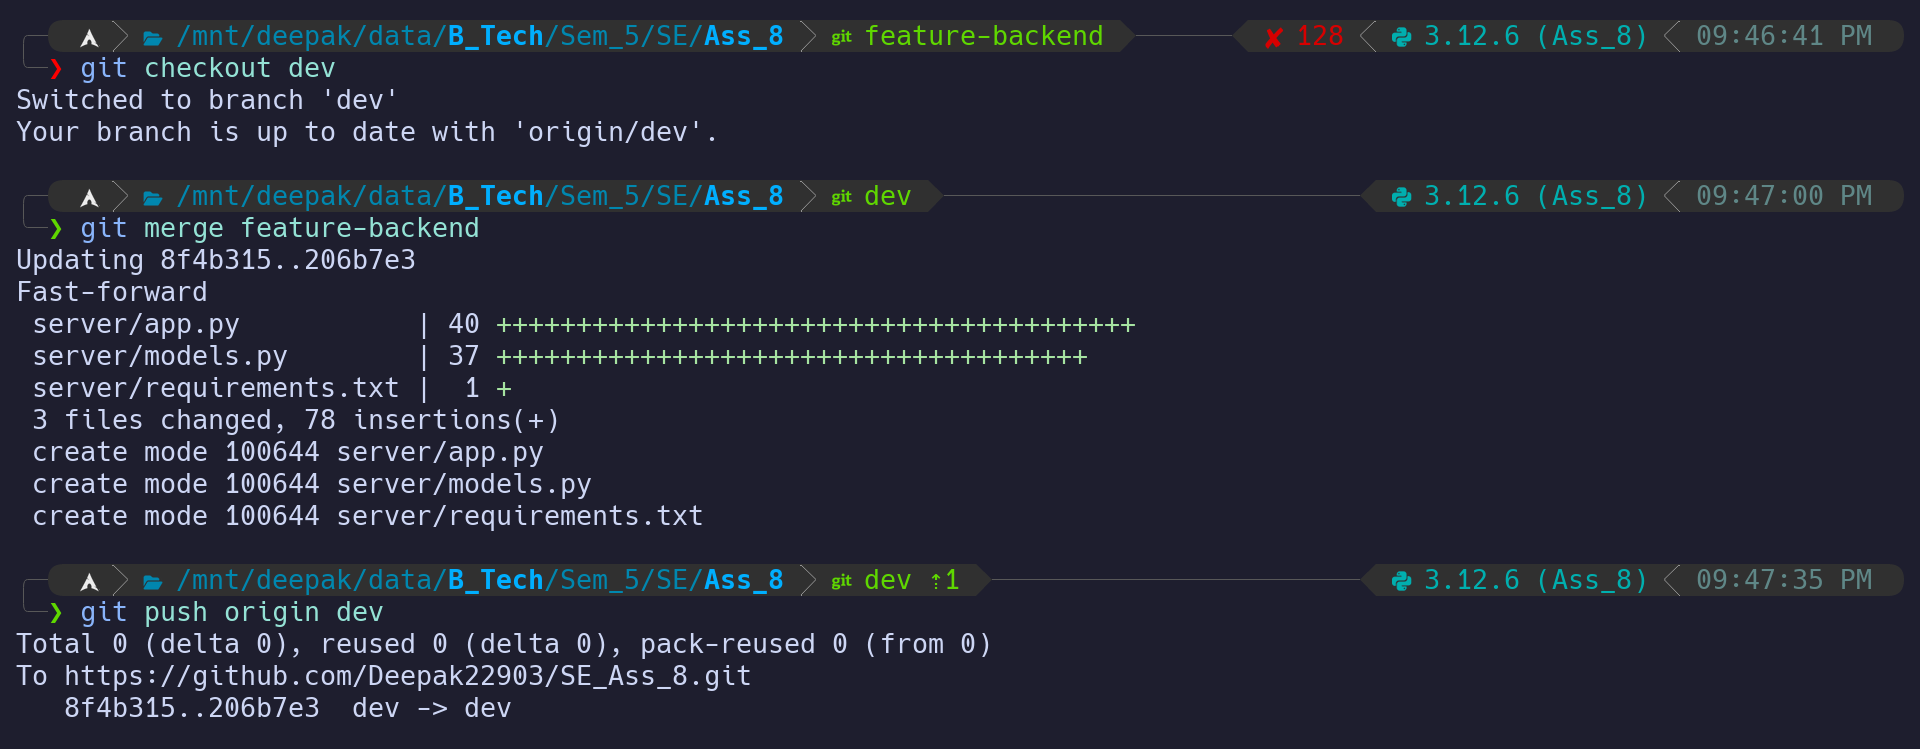 /mnt/deepak/data/B_Tech/Sem_5/SE/Ass_8 git feature-backend ✘ 128 3.12.6 (Ass_8) 09:46:41 PM
❯ git checkout dev
Switched to branch 'dev'
Your branch is up to date with 'origin/dev'.
/mnt/deepak/data/B_Tech/Sem_5/SE/Ass_8 git dev 3.12.6 (Ass_8) 09:47:00 PM
❯ git merge feature-backend
Updating 8f4b315..206b7e3
Fast-forward
server/app.py | 40 ++++++++++++++++++++++++++++++++++++++++
server/models.py | 37 +++++++++++++++++++++++++++++++++++++
server/requirements.txt | 1 +
3 files changed, 78 insertions(+)
create mode 100644 server/app.py
create mode 100644 server/models.py
create mode 100644 server/requirements.txt
/mnt/deepak/data/B_Tech/Sem_5/SE/Ass_8 git dev ⇡1 3.12.6 (Ass_8) 09:47:35 PM
❯ git push origin dev
Total 0 (delta 0), reused 0 (delta 0), pack-reused 0 (from 0)
To https://github.com/Deepak22903/SE_Ass_8.git
8f4b315..206b7e3 dev -> dev